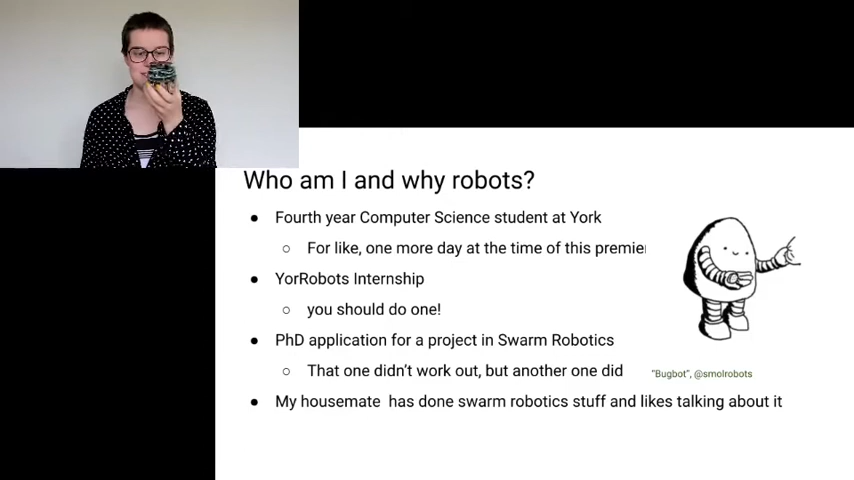 Who am I and why robots?
● Fourth year Computer Science student at York
○ For like, one more day at the time of this premier
● YorRobots Internship
○ you should do one!
● PhD application for a project in Swarm Robotics
○ That one didn't work out, but another one did
"Bugbot", @smolrobots
● My housemate has done swarm robotics stuff and likes talking about it